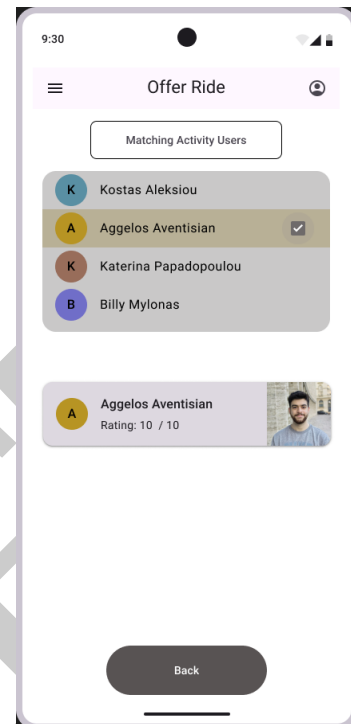 9:30
Offer Ride
Matching Activity Users
K Kostas Aleksiou
A Aggelos Aventisian
K Katerina Papadopoulou
B Billy Mylonas
A Aggelos Aventisian
Rating: 10 / 10
Back